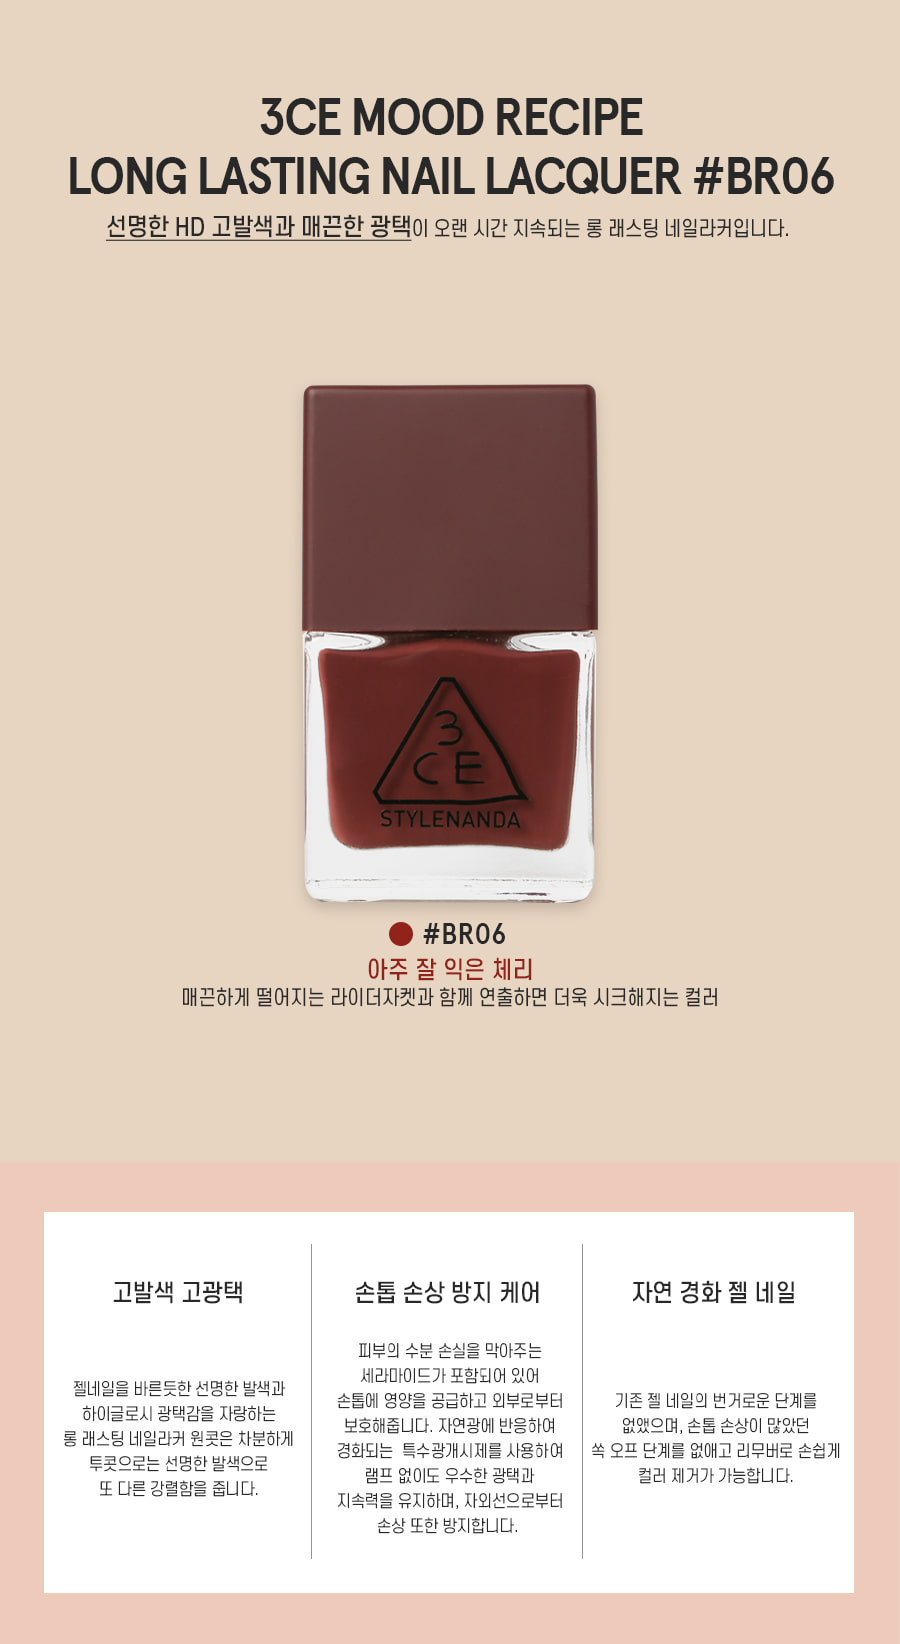 3CE MOOD RECIPE
LONG LASTING NAIL LACQUER #BR06
선명한 HD 고발색과 매끈한 광택이 오랜 시간 지속되는 롱 래스팅 네일라커입니다.
3
CE
STYLENANDA
#BR06
아주 잘 익은 체리
매끈하게 떨어지는 라이더자켓과 함께 연출하면 더욱 시크해지는 컬러
고발색 고광택
젤네일을 바른듯한 선명한 발색과
하이글로시 광택감을 자랑하는
롱 래스팅 네일라커 원콧은 차분하게
투콧으로는 선명한 발색으로
또 다른 강렬함을 줍니다.
손톱 손상 방지 케어
피부의 수분 손실을 막아주는
세라마이드가 포함되어 있어
손톱에 영양을 공급하고 외부로부터
보호해줍니다. 자연광에 반응하여
경화되는 특수광개시제를 사용하여
램프 없이도 우수한 광택과
지속력을 유지하며, 자외선으로부터
손상 또한 방지합니다.
자연 경화 젤 네일
기존 젤 네일의 번거로운 단계를
없앴으며, 손톱 손상이 많았던
쏙 오프 단계를 없애고 리무버로 손쉽게
컬러 제거가 가능합니다.